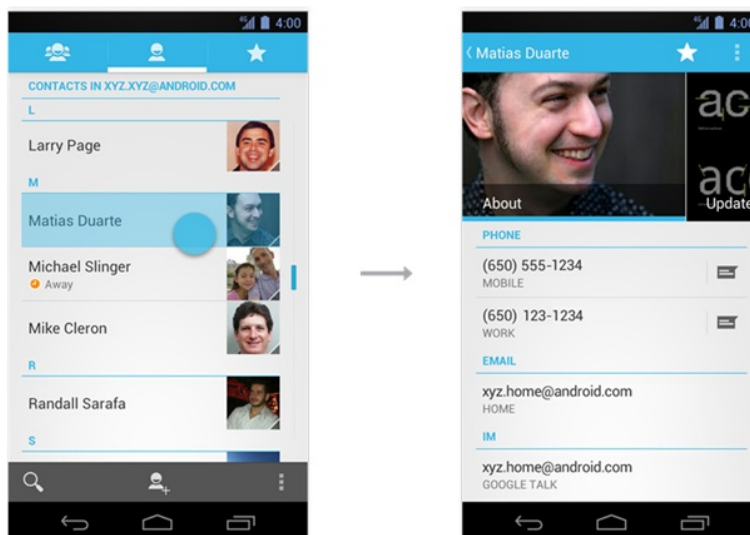 4G 4:00
CONTACTS IN XYZ.XYZ@ANDROID.COM
L
Larry Page
M
Matias Duarte
Michael Slinger
Away
Mike Cleron
R
Randall Sarafa
S
4:00
Matias Duarte
About
Update
PHONE
(650) 555-1234
MOBILE
(650) 123-1234
WORK
EMAIL
xyz.home@android.com
HOME
IM
xyz.home@android.com
GOOGLE TALK